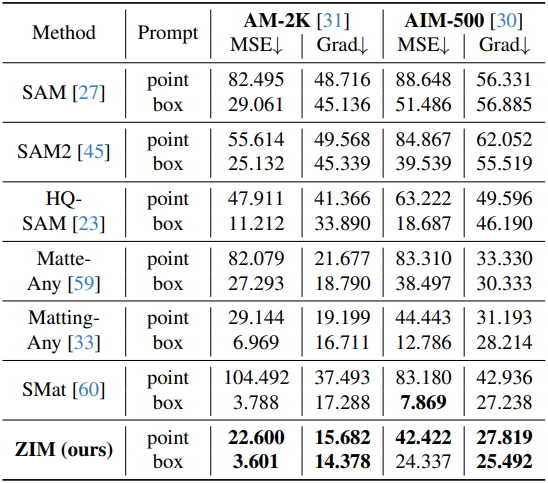 Method Prompt AM-2K [31] AIM-500 [30]
MSE↓ Grad↓ MSE↓ Grad↓
SAM [27] point 82.495 48.716 88.648 56.331
box 29.061 45.136 51.486 56.885
SAM2 [45] point 55.614 49.568 84.867 62.052
box 25.132 45.339 39.539 55.519
HQ- point 47.911 41.366 63.222 49.596
SAM [23] box 11.212 33.890 18.687 46.190
Matte- point 82.079 21.677 83.310 33.330
Any [59] box 27.293 18.790 38.497 30.333
Matting- point 29.144 19.199 44.443 31.193
Any [33] box 6.969 16.711 12.786 28.214
SMat [60] point 104.492 37.493 83.180 42.936
box 3.788 17.288 7.869 27.238
ZIM (ours) point 22.600 15.682 42.422 27.819
box 3.601 14.378 24.337 25.492